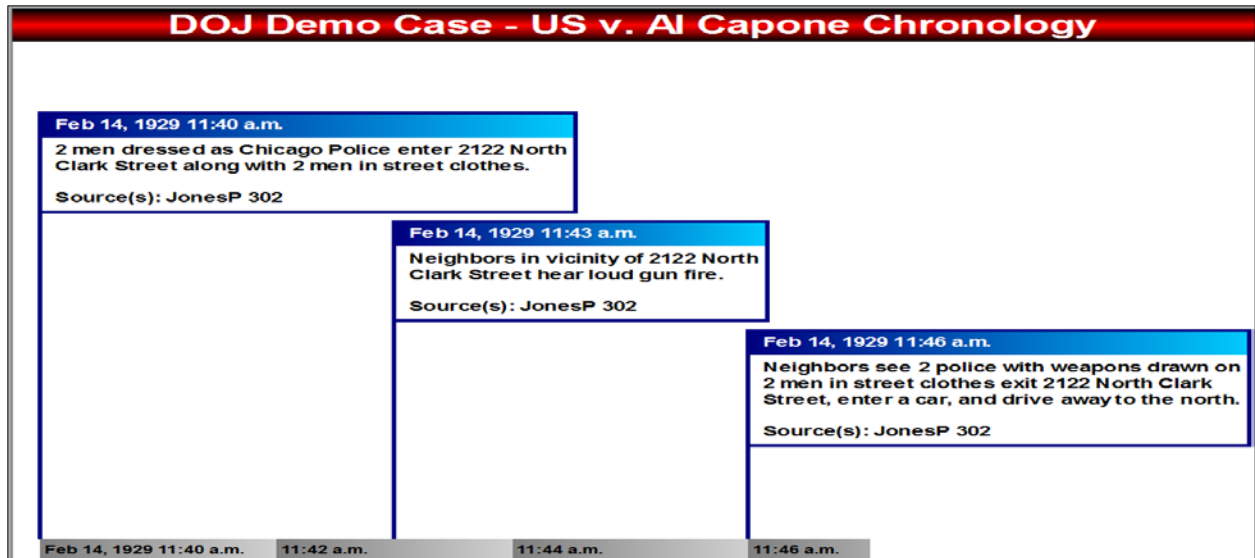 DOJ Demo Case - US v. Al Capone Chronology
Feb 14, 1929 11:40 a.m.
2 men dressed as Chicago Police enter 2122 North
Clark Street along with 2 men in street clothes.
Source(s): JonesP 302
Feb 14, 1929 11:43 a.m.
Neighbors in vicinity of 2122 North
Clark Street hear loud gun fire.
Source(s): JonesP 302
Feb 14, 1929 11:46 a.m.
Neighbors see 2 police with weapons drawn on
2 men in street clothes exit 2122 North Clark
Street, enter a car, and drive away to the north.
Source(s): JonesP 302
Feb 14, 1929 11:40 a.m. 11:42 a.m. 11:44 a.m. 11:46 a.m.